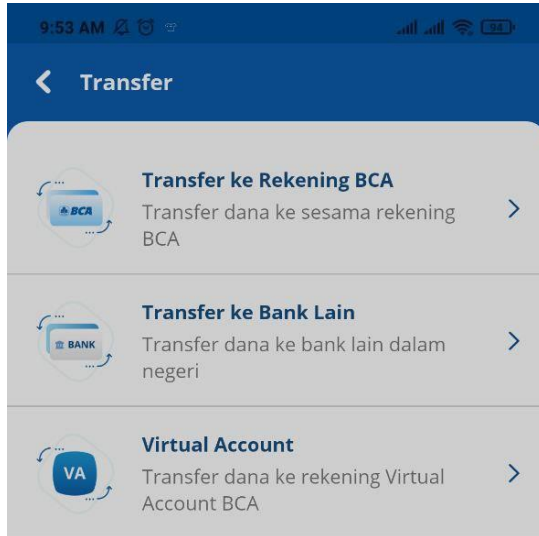 9:53 AM 94
Transfer
Transfer ke Rekening BCA
BCA
Transfer dana ke sesama rekening
BCA
Transfer ke Bank Lain
BANK
Transfer dana ke bank lain dalam
negeri
Virtual Account
VA
Transfer dana ke rekening Virtual
Account BCA